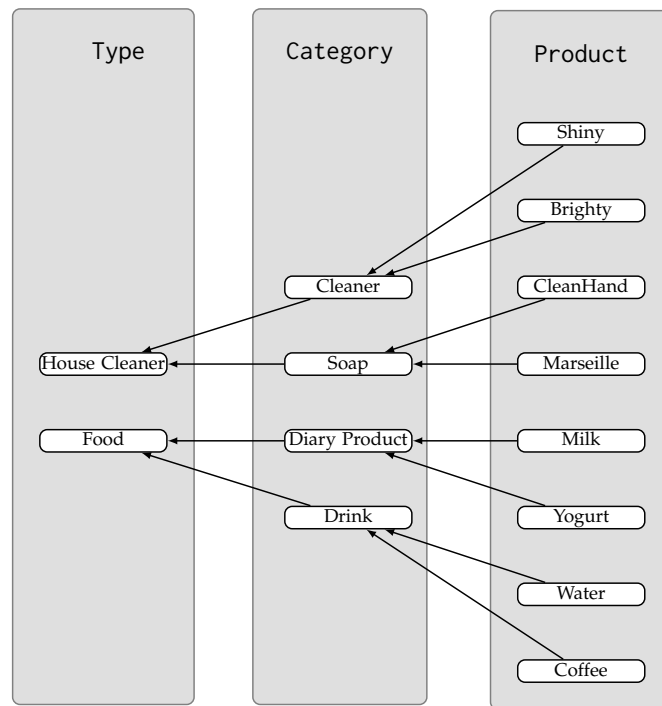 Type
Category
Product
Shiny
Brighty
Cleaner
CleanHand
House Cleaner
Soap
Marseille
Food
Diary Product
Milk
Drink
Yogurt
Water
Coffee